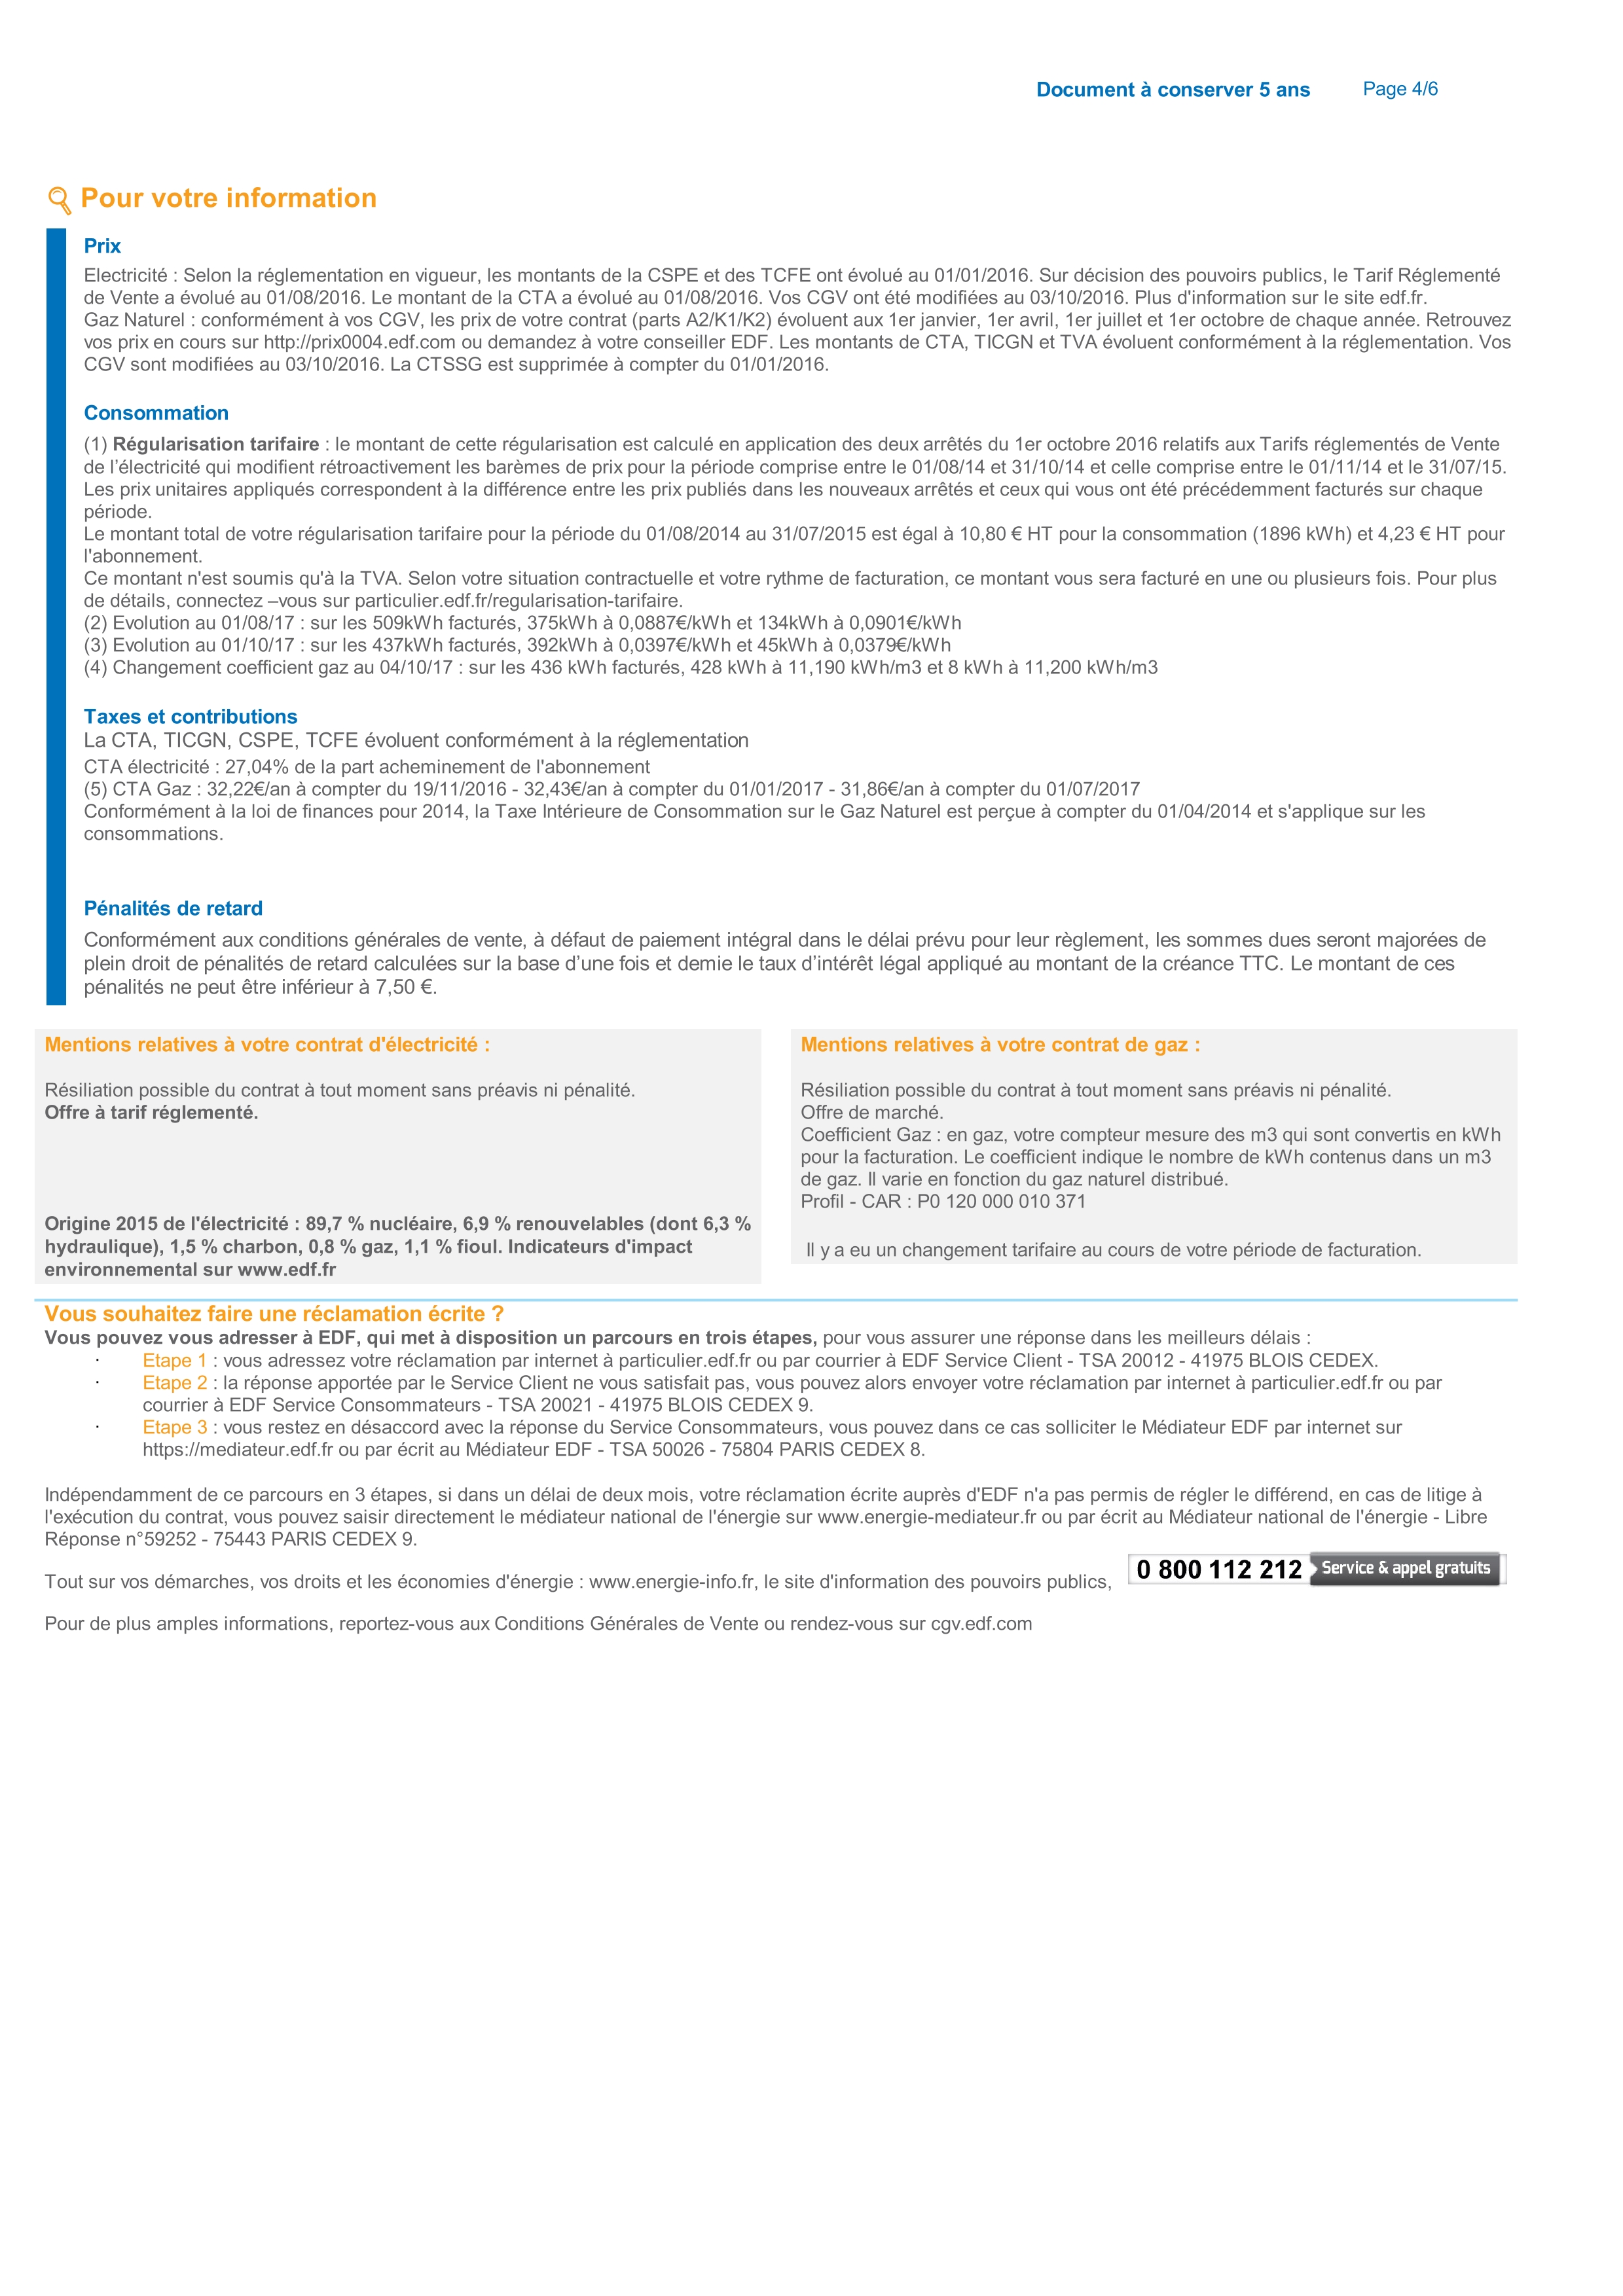 Document à conserver 5 ans Page 4/6
Pour votre information
Prix
Electricité : Selon la réglementation en vigueur, les montants de la CSPE et des TCFE ont évolué au 01/01/2016. Sur décision des pouvoirs publics, le Tarif Réglementé
de Vente a évolué au 01/08/2016. Le montant de la CTA a évolué au 01/08/2016. Vos CGV ont été modifiées au 03/10/2016. Plus d'information sur le site edf.fr.
Gaz Naturel : conformément à vos CGV, les prix de votre contrat (parts A2/K1/K2) évoluent aux 1er janvier, 1er avril, 1er juillet et 1er octobre de chaque année. Retrouvez
vos prix en cours sur http://prix0004.edf.com ou demandez à votre conseiller EDF. Les montants de CTA, TICGN et TVA évoluent conformément à la réglementation. Vos
CGV sont modifiées au 03/10/2016. La CTSSG est supprimée à compter du 01/01/2016.
Consommation
(1) Régularisation tarifaire : le montant de cette régularisation est calculé en application des deux arrêtés du 1er octobre 2016 relatifs aux Tarifs réglementés de Vente
de l’électricité qui modifient rétroactivement les barèmes de prix pour la période comprise entre le 01/08/14 et 31/10/14 et celle comprise entre le 01/11/14 et le 31/07/15.
Les prix unitaires appliqués correspondent à la différence entre les prix publiés dans les nouveaux arrêtés et ceux qui vous ont été précédemment facturés sur chaque
période.
Le montant total de votre régularisation tarifaire pour la période du 01/08/2014 au 31/07/2015 est égal à 10,80 € HT pour la consommation (1896 kWh) et 4,23 € HT pour
l'abonnement.
Ce montant n'est soumis qu'à la TVA. Selon votre situation contractuelle et votre rythme de facturation, ce montant vous sera facturé en une ou plusieurs fois. Pour plus
de détails, connectez –vous sur particulier.edf.fr/regularisation-tarifaire.
(2) Evolution au 01/08/17 : sur les 509kWh facturés, 375kWh à 0,0887€/kWh et 134kWh à 0,0901€/kWh
(3) Evolution au 01/10/17 : sur les 437kWh facturés, 392kWh à 0,0397€/kWh et 45kWh à 0,0379€/kWh
(4) Changement coefficient gaz au 04/10/17 : sur les 436 kWh facturés, 428 kWh à 11,190 kWh/m3 et 8 kWh à 11,200 kWh/m3
Taxes et contributions
La CTA, TICGN, CSPE, TCFE évoluent conformément à la réglementation
CTA électricité : 27,04% de la part acheminement de l'abonnement
(5) CTA Gaz : 32,22€/an à compter du 19/11/2016 - 32,43€/an à compter du 01/01/2017 - 31,86€/an à compter du 01/07/2017
Conformément à la loi de finances pour 2014, la Taxe Intérieure de Consommation sur le Gaz Naturel est perçue à compter du 01/04/2014 et s'applique sur les
consommations.
Pénalités de retard
Conformément aux conditions générales de vente, à défaut de paiement intégral dans le délai prévu pour leur règlement, les sommes dues seront majorées de
plein droit de pénalités de retard calculées sur la base d’une fois et demie le taux d’intérêt légal appliqué au montant de la créance TTC. Le montant de ces
pénalités ne peut être inférieur à 7,50 €.
Mentions relatives à votre contrat d'électricité :
Résiliation possible du contrat à tout moment sans préavis ni pénalité.
Offre à tarif réglementé.
Origine 2015 de l'électricité : 89,7 % nucléaire, 6,9 % renouvelables (dont 6,3 %
hydraulique), 1,5 % charbon, 0,8 % gaz, 1,1 % fioul. Indicateurs d'impact
environnemental sur www.edf.fr
Mentions relatives à votre contrat de gaz :
Résiliation possible du contrat à tout moment sans préavis ni pénalité.
Offre de marché.
Coefficient Gaz : en gaz, votre compteur mesure des m3 qui sont convertis en kWh
pour la facturation. Le coefficient indique le nombre de kWh contenus dans un m3
de gaz. Il varie en fonction du gaz naturel distribué.
Profil - CAR : P0 120 000 010 371
Il y a eu un changement tarifaire au cours de votre période de facturation.
Vous souhaitez faire une réclamation écrite ?
Vous pouvez vous adresser à EDF, qui met à disposition un parcours en trois étapes, pour vous assurer une réponse dans les meilleurs délais :
· Etape 1 : vous adressez votre réclamation par internet à particulier.edf.fr ou par courrier à EDF Service Client - TSA 20012 - 41975 BLOIS CEDEX.
· Etape 2 : la réponse apportée par le Service Client ne vous satisfait pas, vous pouvez alors envoyer votre réclamation par internet à particulier.edf.fr ou par
courrier à EDF Service Consommateurs - TSA 20021 - 41975 BLOIS CEDEX 9.
· Etape 3 : vous restez en désaccord avec la réponse du Service Consommateurs, vous pouvez dans ce cas solliciter le Médiateur EDF par internet sur
https://mediateur.edf.fr ou par écrit au Médiateur EDF - TSA 50026 - 75804 PARIS CEDEX 8.
Indépendamment de ce parcours en 3 étapes, si dans un délai de deux mois, votre réclamation écrite auprès d'EDF n'a pas permis de régler le différend, en cas de litige à
l'exécution du contrat, vous pouvez saisir directement le médiateur national de l'énergie sur www.energie-mediateur.fr ou par écrit au Médiateur national de l'énergie - Libre
Réponse n°59252 - 75443 PARIS CEDEX 9.
Tout sur vos démarches, vos droits et les économies d'énergie : www.energie-info.fr, le site d'information des pouvoirs publics, 0 800 112 212 Service & appel gratuits
Pour de plus amples informations, reportez-vous aux Conditions Générales de Vente ou rendez-vous sur cgv.edf.com